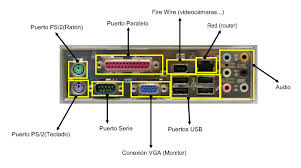 Fire Wire (videocámaras...)
Puerto Paralelo
Red (router)
Puerto PS/2(Ratón)
Audio
Puerto PS/2(Teclado)
Puerto Serie
Puertos USB
Conexión VGA (Monitor)